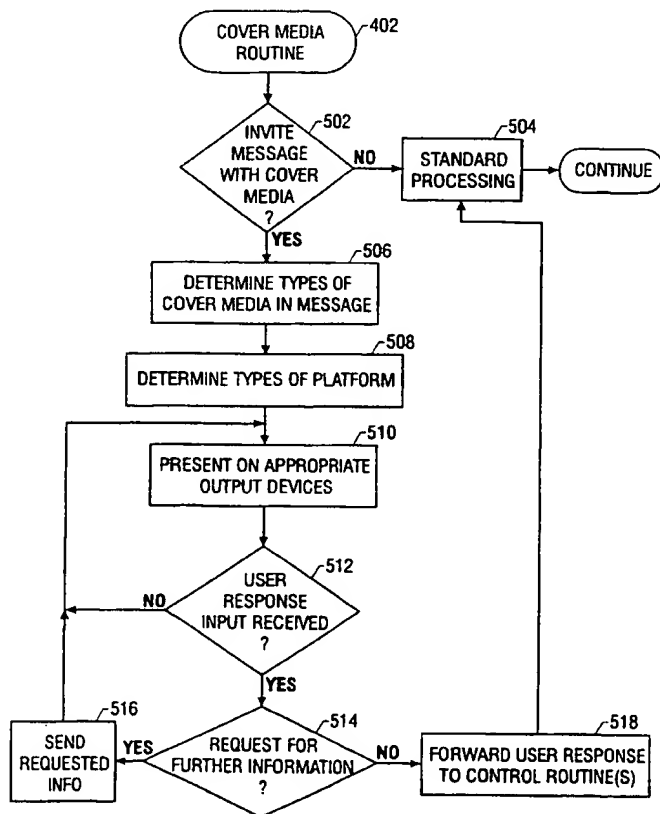 COVER MEDIA
ROUTINE
402
INVITE
MESSAGE
WITH COVER
MEDIA
?
502
NO
YES
504
STANDARD
PROCESSING
CONTINUE
506
DETERMINE TYPES OF
COVER MEDIA IN MESSAGE
508
DETERMINE TYPES OF PLATFORM
510
PRESENT ON APPROPRIATE
OUTPUT DEVICES
512
USER
RESPONSE
INPUT RECEIVED
?
NO
YES
514
REQUEST FOR
FURTHER INFORMATION
?
YES
NO
516
SEND
REQUESTED
INFO
518
FORWARD USER RESPONSE
TO CONTROL ROUTINE(S)